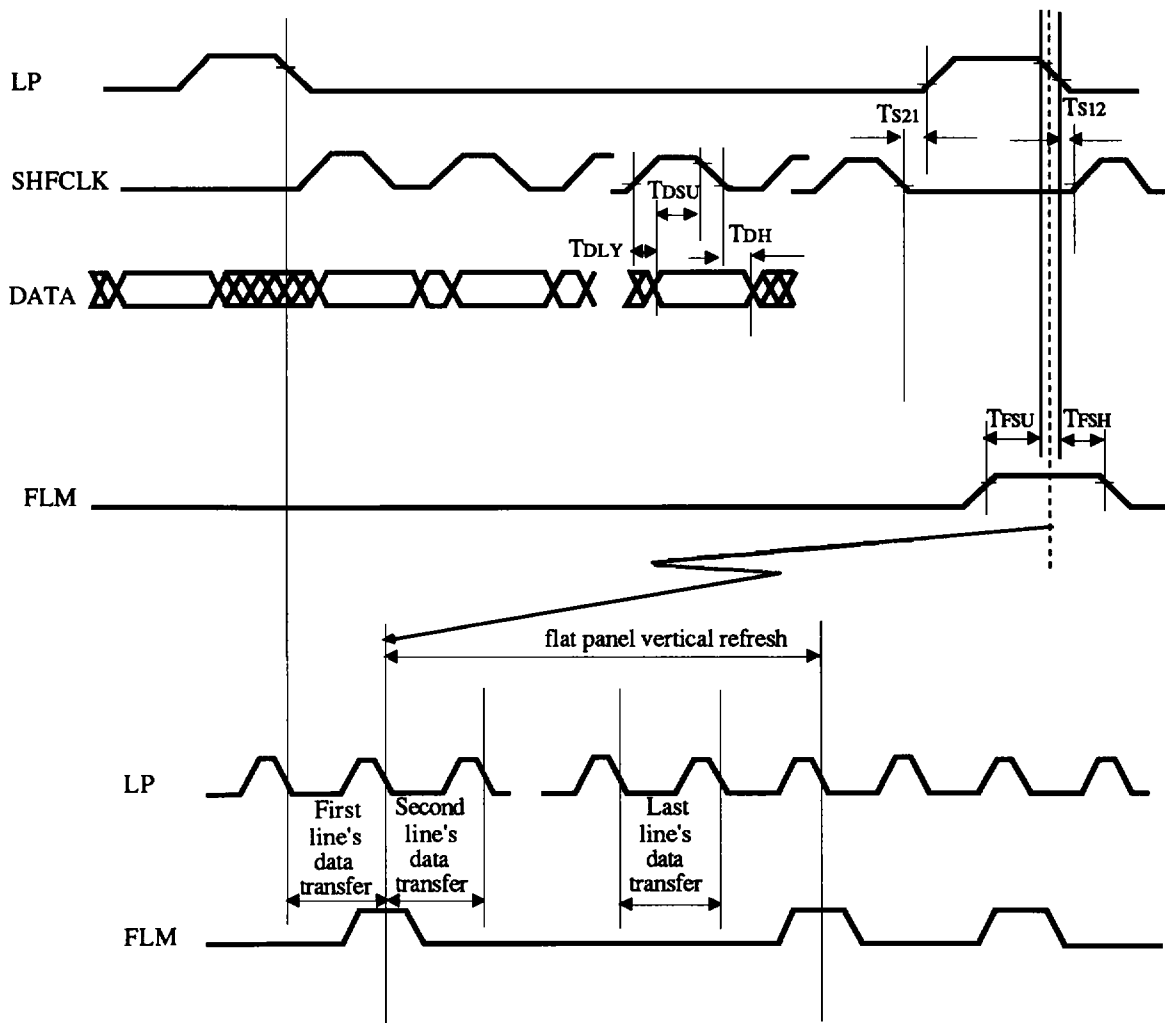 LP
TS21
TS12
SHFCLK
TDSU
TDLY
TDH
DATA
TFSU
TFSH
FLM
flat panel vertical refresh
LP
First
line's
data
transfer
Second
line's
data
transfer
Last
line's
data
transfer
FLM